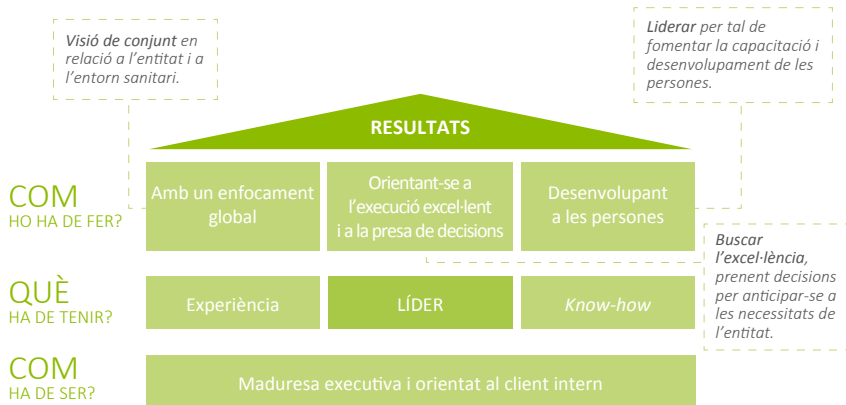 Visió de conjunt en
relació a l'entitat i a
l'entorn sanitari.
Liderar per tal de
fomentar la capacitació i
desenvolupament de les
persones.
RESULTATS
COM
HO HA DE FER?
Amb un enfocament
global
Orientant-se a
l'execució excel·lent
i a la presa de decisions
Desenvolupant
a les persones
Buscar
l'excel·lència,
prenent decisions
per anticipar-se a
les necessitats de
l'entitat.
QUÈ
HA DE TENIR?
Experiència
LÍDER
Know-how
COM
HA DE SER?
Maduresa executiva i orientat al client intern